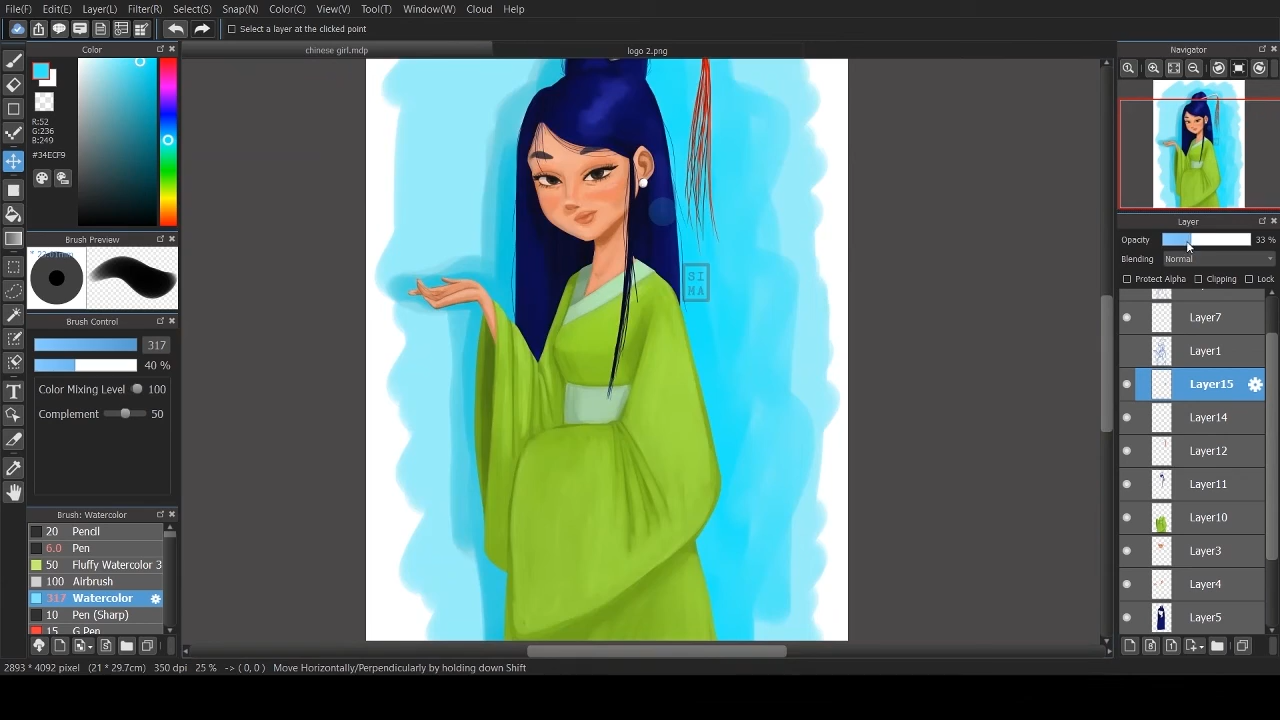 File(F) Edit(E) Layer(L) Filter(R) Select(S) Snap(N) Color(C) View(V) Tool(T) Window(W) Cloud Help
Select a layer at the clicked point
Color
chinese girl.mdp
logo 2.png
Navigator
R:52
G:236
B:249
#34ECF9
Brush Preview
Brush Control
317
40 %
Color Mixing Level 100
Complement 50
Brush: Watercolor
20 Pencil
6.0 Pen
50 Fluffy Watercolor 3
100 Airbrush
317 Watercolor
10 Pen (Sharp)
15 G Pen
SI
MA
Layer
Opacity 33 %
Blending Normal
Protect Alpha Clipping Lock
Layer7
Layer1
Layer15
Layer14
Layer12
Layer11
Layer10
Layer3
Layer4
Layer5
2893 * 4092 pixel (21 * 29.7cm) 350 dpi 25 % -> ( 0, 0 ) Move Horizontally/Perpendicularly by holding down Shift